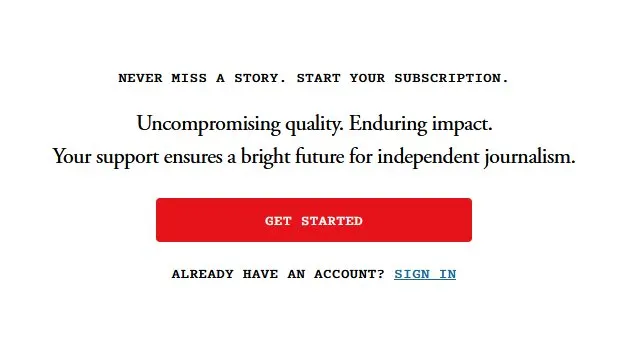 NEVER MISS A STORY. START YOUR SUBSCRIPTION.
Uncompromising quality. Enduring impact.
Your support ensures a bright future for independent journalism.
GET STARTED
ALREADY HAVE AN ACCOUNT? SIGN IN